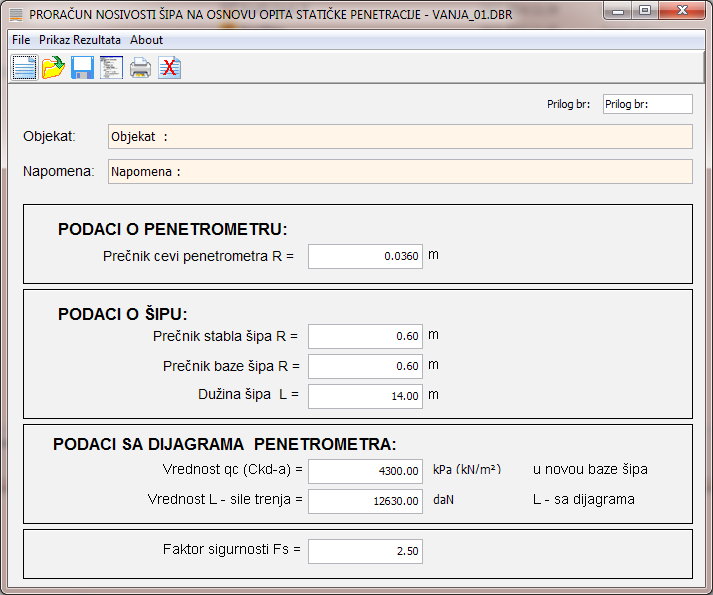 PRORAČUN NOSIVOSTI ŠIPA NA OSNOVU OPITA STATIČKE PENETRACIJE - VANJA_01.DBR
File Prikaz Rezultata About
Prilog br: Prilog br:
Objekat: Objekat :
Napomena: Napomena :
PODACI O PENETROMETRU:
Prečnik cevi penetrometra R = 0.0360 m
PODACI O ŠIPU:
Prečnik stabla šipa R = 0.60 m
Prečnik baze šipa R = 0.60 m
Dužina šipa L = 14.00 m
PODACI SA DIJAGRAMA PENETROMETRA:
Vrednost qc (Ckd-a) = 4300.00 kPa (kN/m²) u novou baze šipa
Vrednost L - sile trenja = 12630.00 daN L - sa dijagrama
Faktor sigurnosti Fs = 2.50